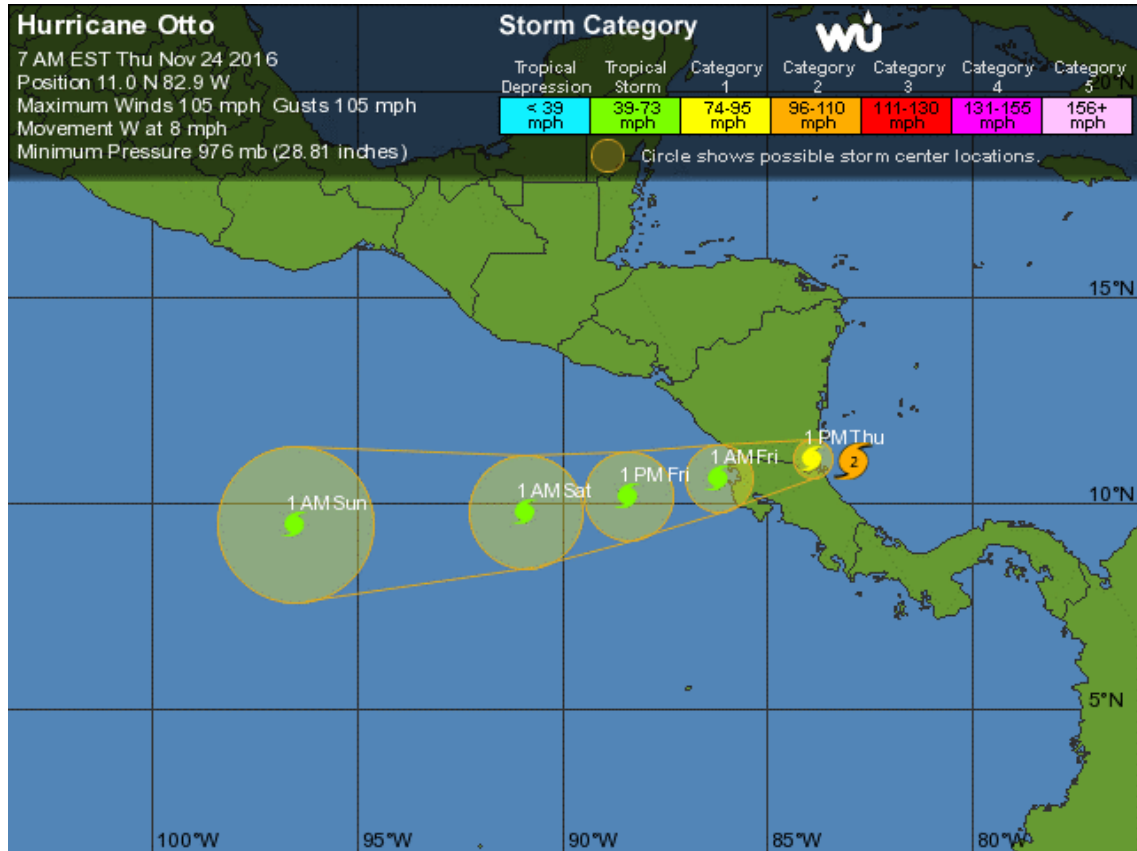 Hurricane Otto
7 AM EST Thu Nov 24 2016
Position 11.0 N 82.9 W
Maximum Winds 105 mph Gusts 105 mph
Movement W at 8 mph
Minimum Pressure 976 mb (28.81 inches)
Storm Category
wu
Tropical Depression
< 39 mph
Tropical Storm
39-73 mph
Category 1
74-95 mph
Category 2
96-110 mph
Category 3
111-130 mph
Category 4
131-155 mph
Category 5
156+ mph
Circle shows possible storm center locations.
20°N
15°N
1 PM Thu
2
1 AM Fri
1 PM Fri
1 AM Sat
1 AM Sun
10°N
5°N
100°W
95°W
90°W
85°W
80°W